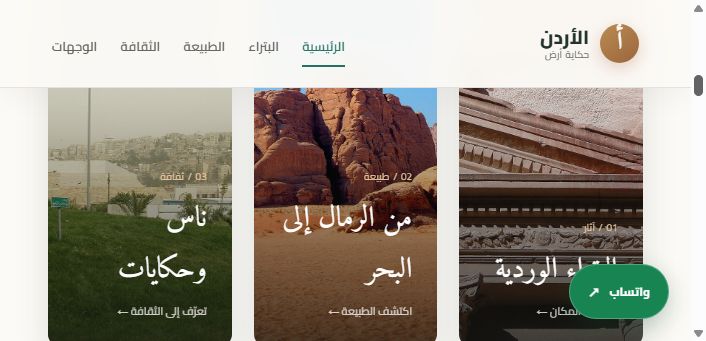 أ
الأردن
حكاية أرض
الرئيسية
البتراء
الطبيعة
الثقافة
الوجهات
01 / آثار
الوردية
المكان ←
02 / طبيعة
من الرمال إلى
البحر
اكتشف الطبيعة ←
03 / ثقافة
ناس
وحكايات
تعرّف إلى الثقافة ←
واتساب ↗